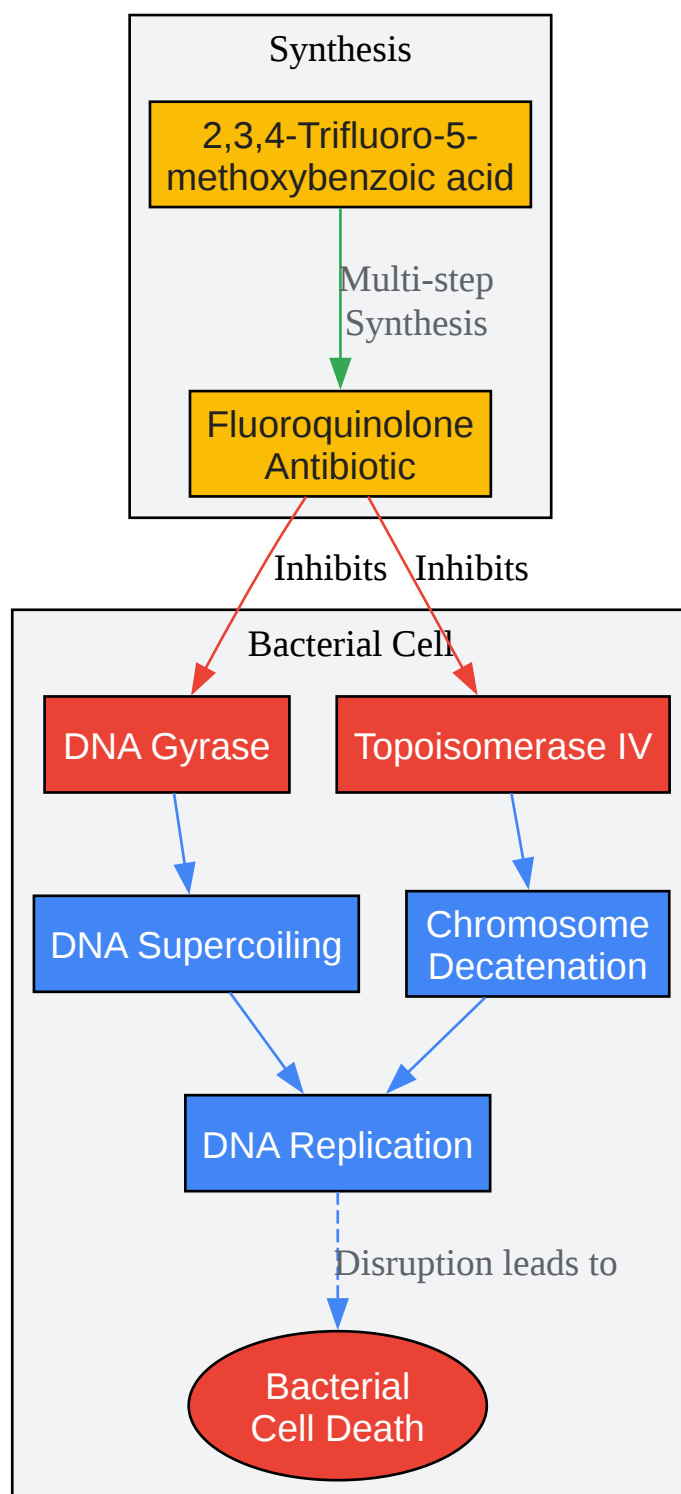 Synthesis
2,3,4-Trifluoro-5-
methoxybenzoic acid
Multi-step
Synthesis
Fluoroquinolone
Antibiotic
Inhibits
Inhibits
Bacterial Cell
DNA Gyrase
Topoisomerase IV
DNA Supercoiling
Chromosome
Decatenation
DNA Replication
Disruption leads to
Bacterial
Cell Death